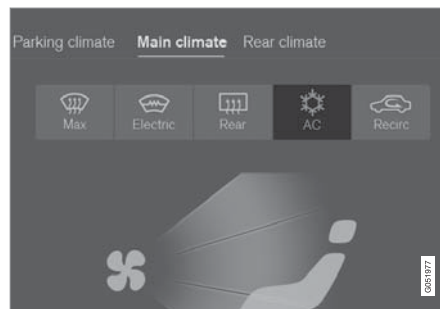 Parking climate Main climate Rear climate
Max Electric Rear AC Recirc
G051977